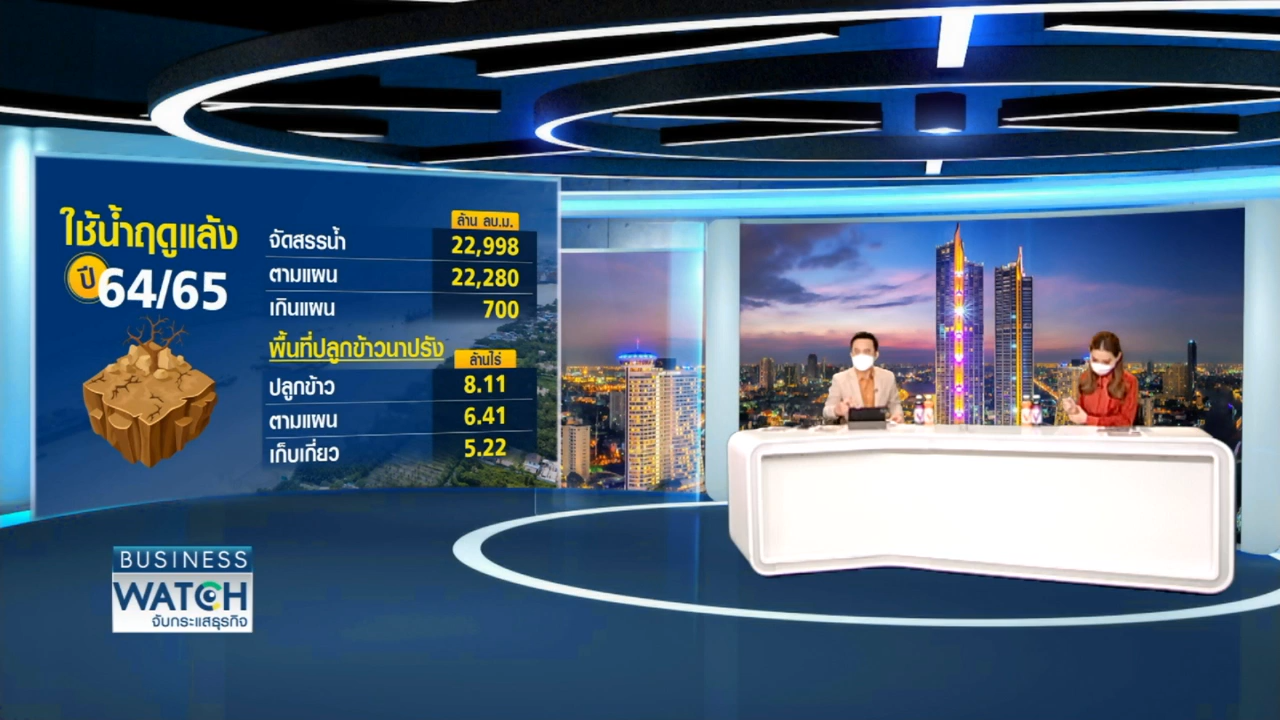 ใช้น้ำฤดูแล้ง
ปี 64/65
ล้าน ลบ.ม.
จัดสรรน้ำ 22,998
ตามแผน 22,280
เกินแผน 700
พื้นที่ปลูกข้าวนาปรัง ล้านไร่
ปลูกข้าว 8.11
ตามแผน 6.41
เก็บเกี่ยว 5.22
BUSINESS
WATCH
จับกระแสธุรกิจ